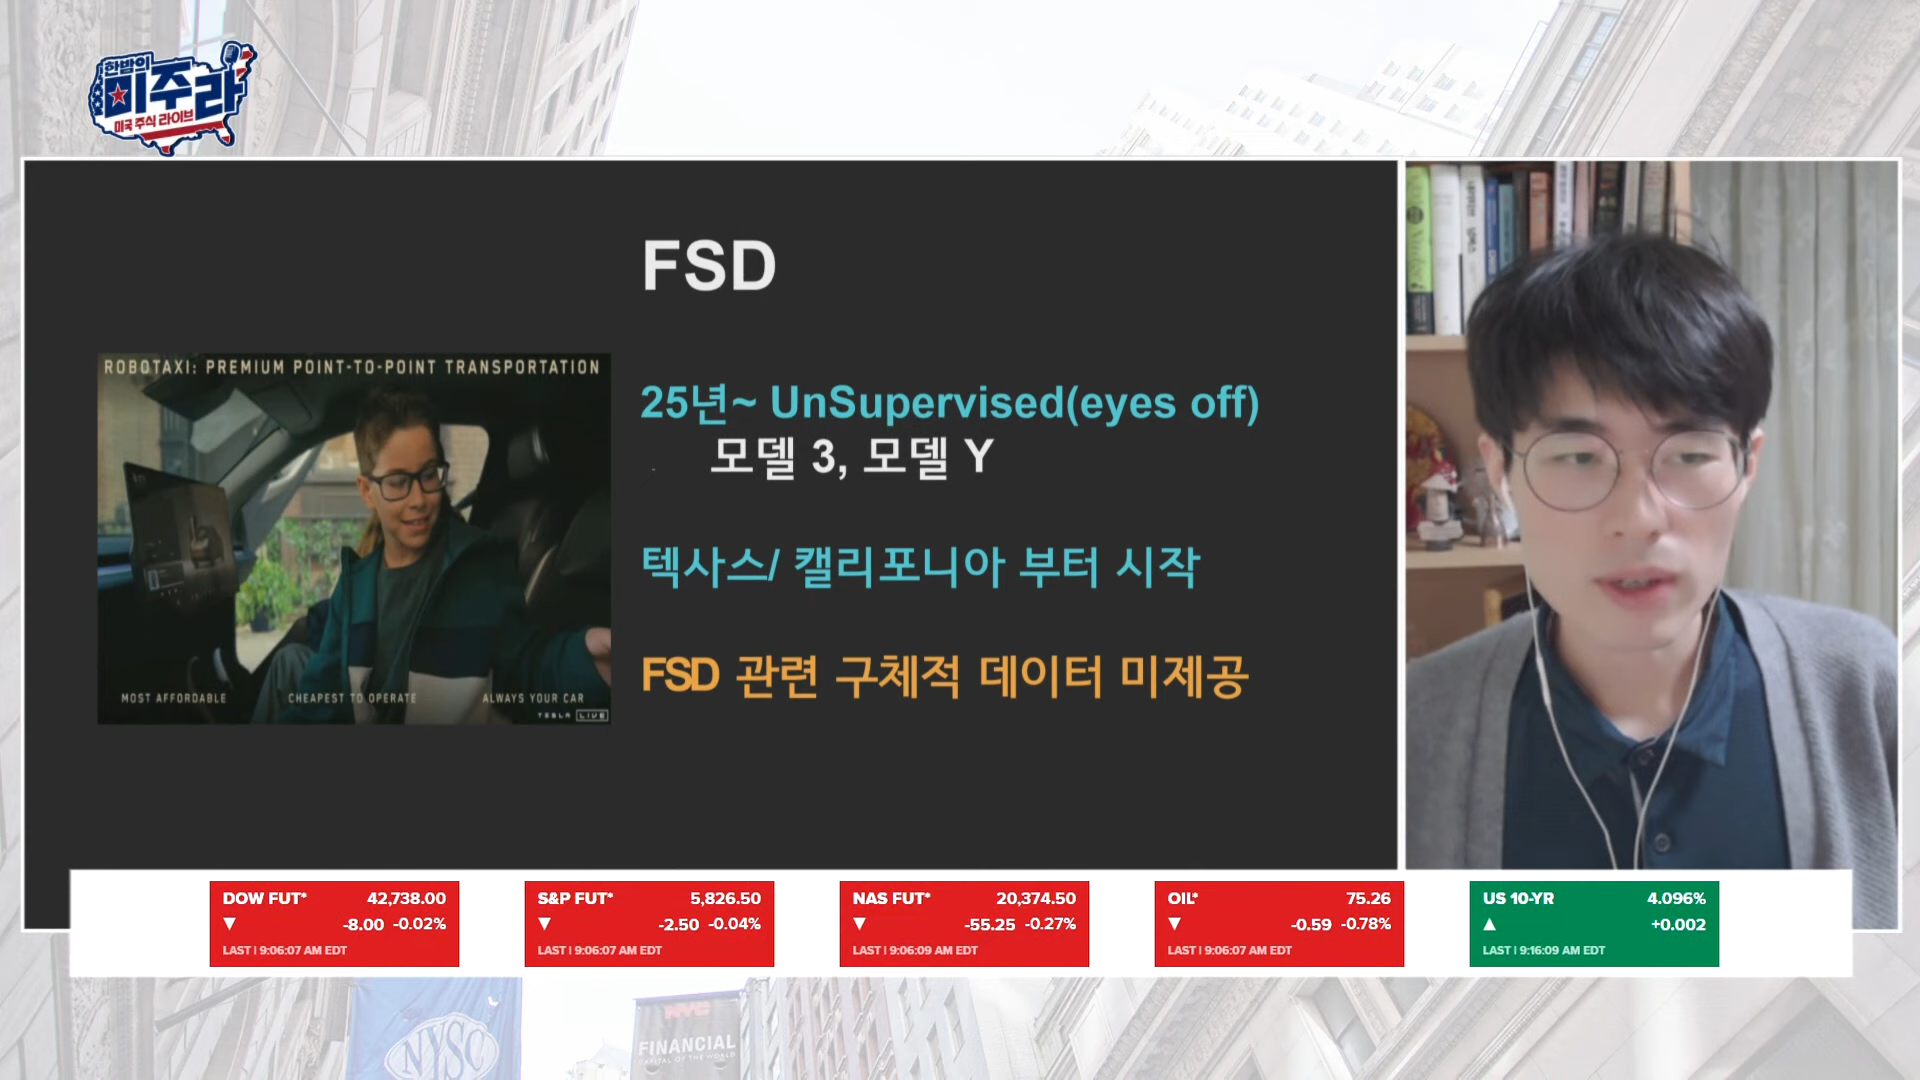 한방의
미주라
미국 주식 라이브
FSD
ROBOTAXI: PREMIUM POINT-TO-POINT TRANSPORTATION
25년~ UnSupervised(eyes off)
모델 3, 모델 Y
텍사스/ 캘리포니아 부터 시작
FSD 관련 구체적 데이터 미제공
MOST AFFORDABLE CHEAPEST TO OPERATE ALWAYS YOUR CAR
TESLA LIVE
DOW FUT* 42,738.00
▼ -8.00 -0.02%
LAST | 9:06:07 AM EDT
S&P FUT* 5,826.50
▼ -2.50 -0.04%
LAST | 9:06:07 AM EDT
NAS FUT* 20,374.50
▼ -55.25 -0.27%
LAST | 9:06:09 AM EDT
OIL* 75.26
▼ -0.59 -0.78%
LAST | 9:06:07 AM EDT
US 10-YR 4.096%
▲ +0.002
LAST | 9:16:09 AM EDT
NYSC
NYC
FINANCIAL
CAPITAL OF THE WORLD